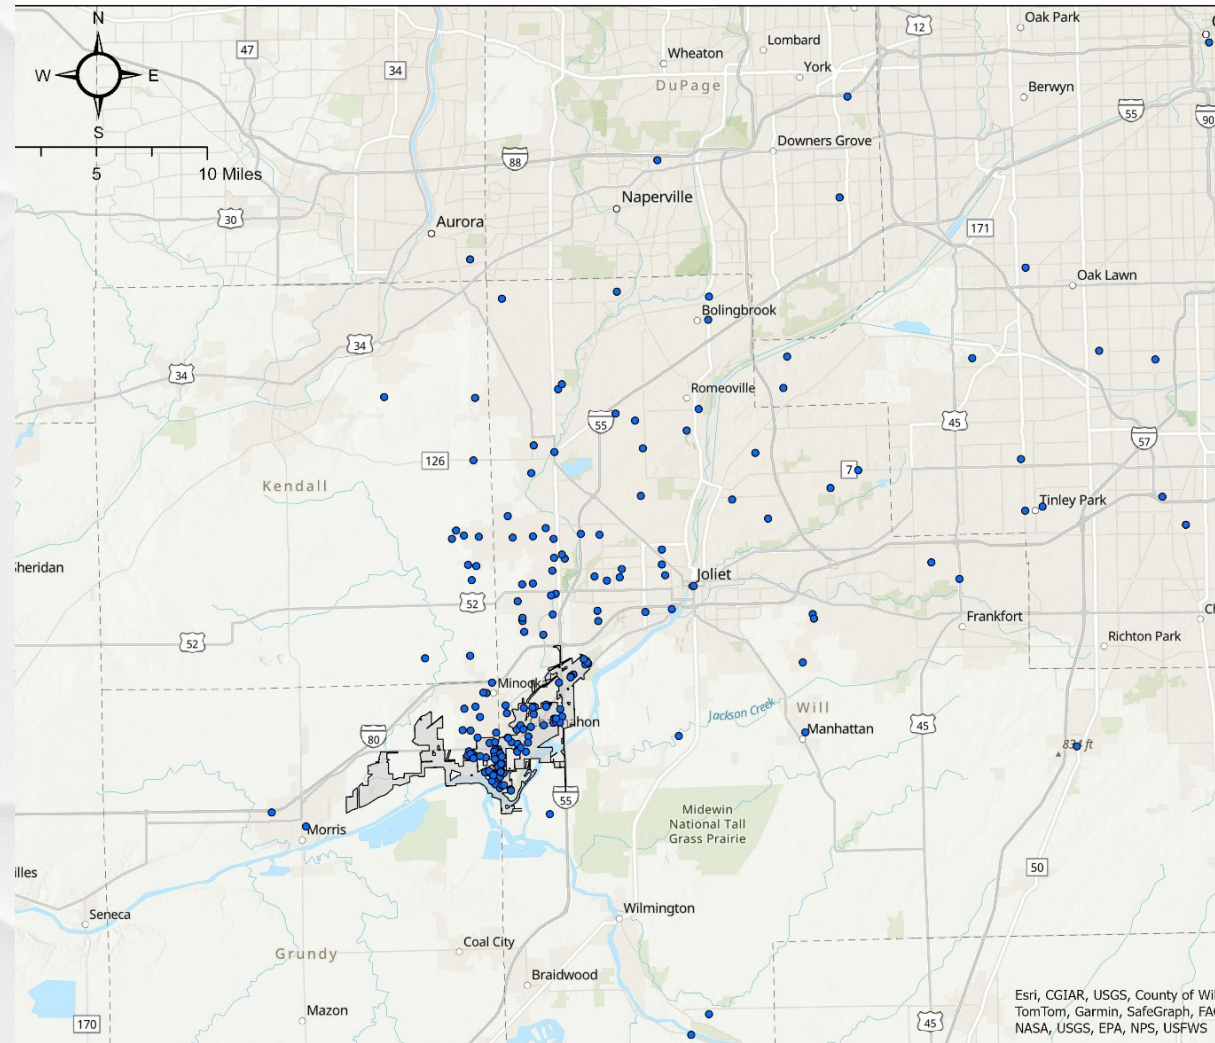 N
W
E
S
5
10 Miles
47
34
12
Oak Park
Lombard
Wheaton
York
DuPage
Berwyn
55
90
Downers Grove
88
Naperville
30
Aurora
171
Oak Lawn
Bolingbrook
34
34
Romeoville
55
45
57
126
7
Kendall
Tinley Park
Joliet
52
52
Frankfort
Richton Park
Minooka
Jackson Creek
Will
80
Manhattan
45
55
Midewin
National Tall
Grass Prairie
Morris
50
Seneca
Wilmington
Coal City
Grundy
Braidwood
Mazon
170
45
Esri, CGIAR, USGS, County of Wil
TomTom, Garmin, SafeGraph, FAO
NASA, USGS, EPA, NPS, USFWS